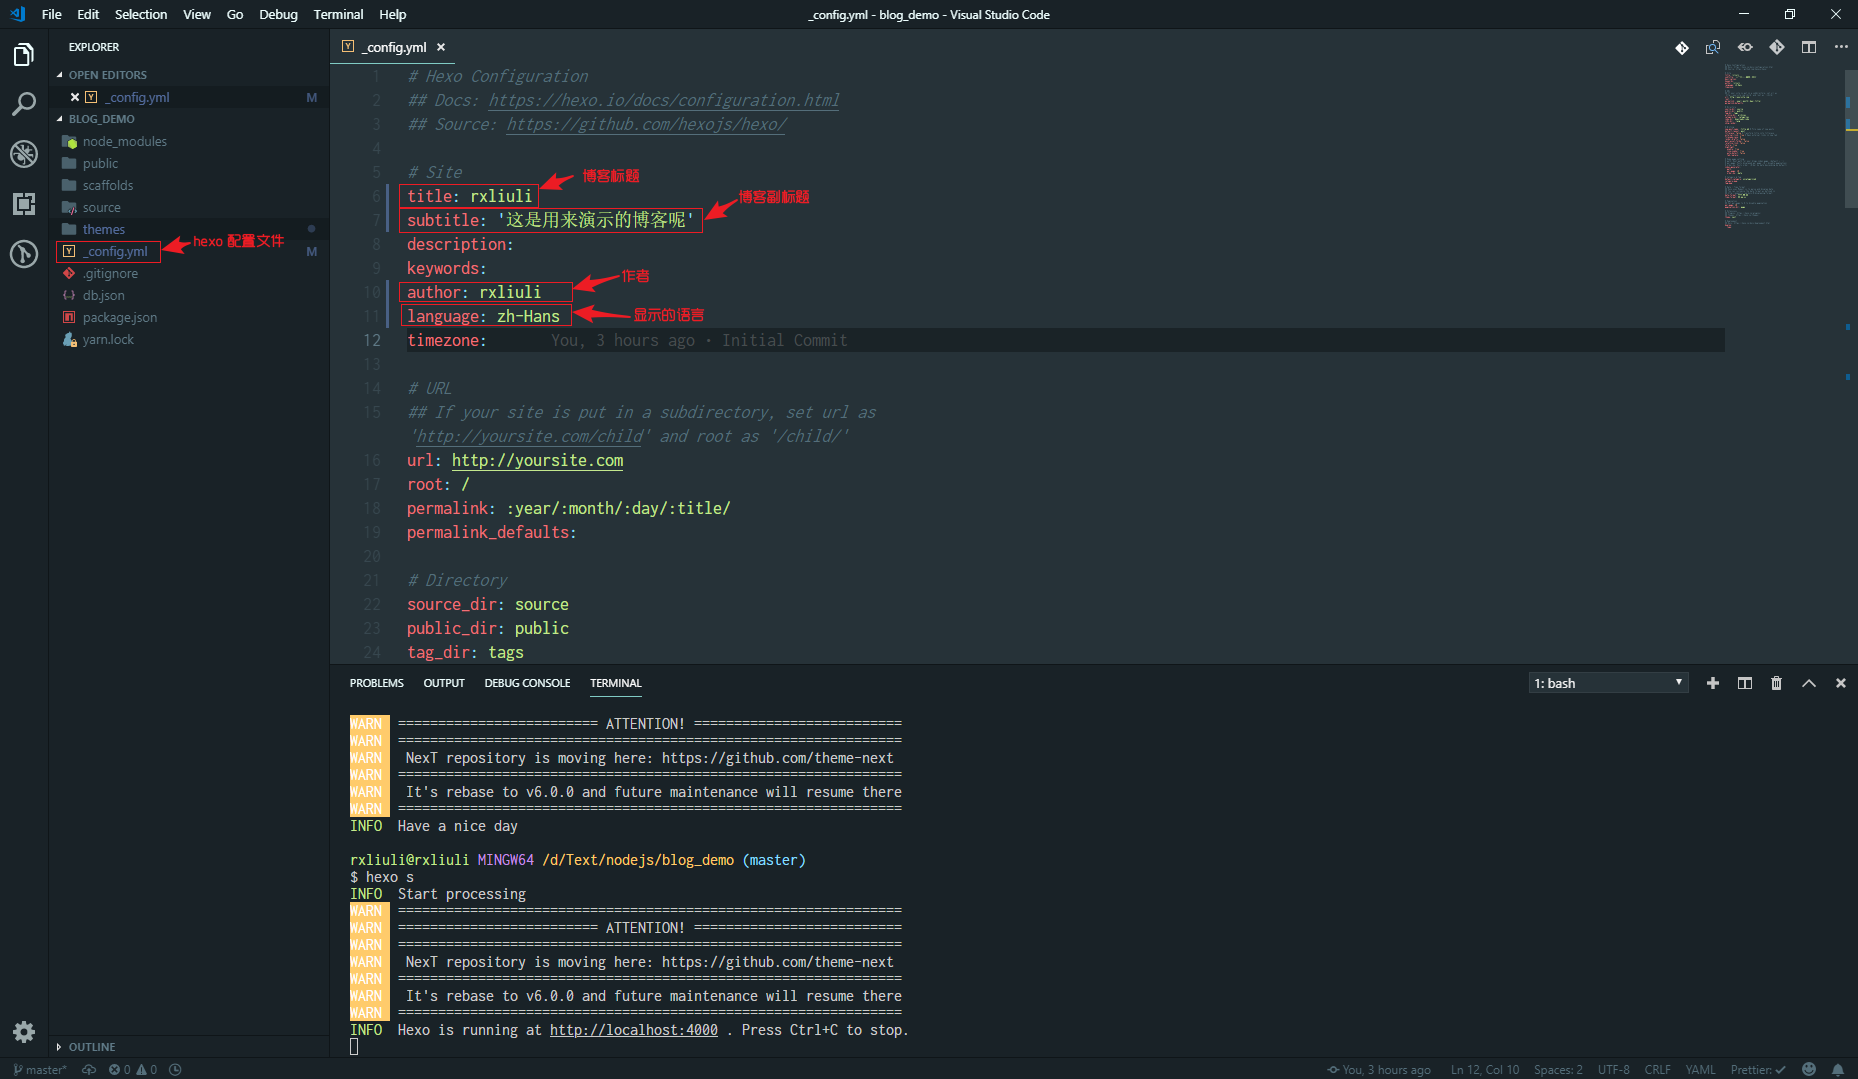 File Edit Selection View Go Debug Terminal Help
_config.yml - blog_demo - Visual Studio Code
EXPLORER
OPEN EDITORS
_config.yml M
BLOG_DEMO
node_modules
public
scaffolds
source
themes
_config.yml M
hexo 配置文件
.gitignore
db.json
package.json
yarn.lock
OUTLINE
_config.yml
1 # Hexo Configuration
2 ## Docs: https://hexo.io/docs/configuration.html
3 ## Source: https://github.com/hexojs/hexo/
4
5 # Site
博客标题
6 title: rxliuli
博客副标题
7 subtitle: '这是用来演示的博客呢'
8 description:
9 keywords:
作者
10 author: rxliuli
11 language: zh-Hans
显示的语言
12 timezone: You, 3 hours ago • Initial Commit
13
14 # URL
15 ## If your site is put in a subdirectory, set url as
'http://yoursite.com/child' and root as '/child/'
16 url: http://yoursite.com
17 root: /
18 permalink: :year/:month/:day/:title/
19 permalink_defaults:
20
21 # Directory
22 source_dir: source
23 public_dir: public
24 tag_dir: tags
PROBLEMS OUTPUT DEBUG CONSOLE TERMINAL
1: bash
WARN ========================= ATTENTION! ==========================
WARN ===============================================================
WARN NexT repository is moving here: https://github.com/theme-next
WARN ===============================================================
WARN It's rebase to v6.0.0 and future maintenance will resume there
WARN ===============================================================
INFO Have a nice day
rxliuli@rxliuli MINGW64 /d/Text/nodejs/blog_demo (master)
$ hexo s
INFO Start processing
WARN ===============================================================
WARN ========================= ATTENTION! ==========================
WARN ===============================================================
WARN NexT repository is moving here: https://github.com/theme-next
WARN ===============================================================
WARN It's rebase to v6.0.0 and future maintenance will resume there
WARN ===============================================================
INFO Hexo is running at http://localhost:4000 . Press Ctrl+C to stop.
master* 0 0
You, 3 hours ago Ln 12, Col 10 Spaces: 2 UTF-8 CRLF YAML Prettier: ✓